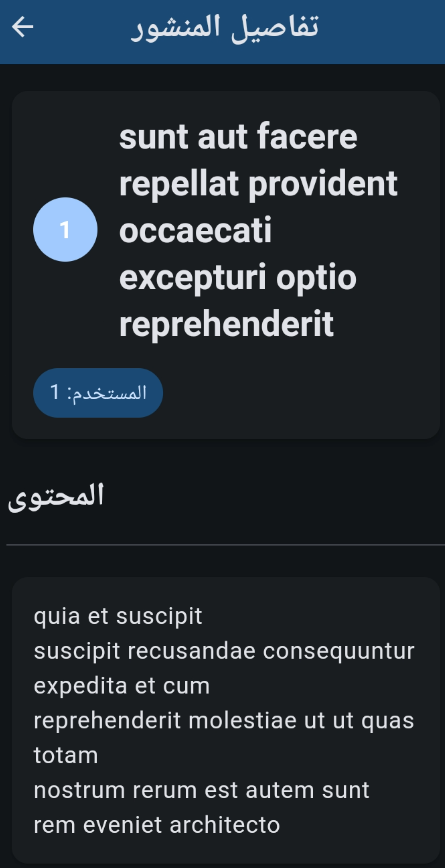 تفاصيل المنشور
1
sunt aut facere
repellat provident
occaecati
excepturi optio
reprehenderit
المستخدم: 1
المحتوى
quia et suscipit
suscipit recusandae consequuntur
expedita et cum
reprehenderit molestiae ut ut quas
totam
nostrum rerum est autem sunt
rem eveniet architecto